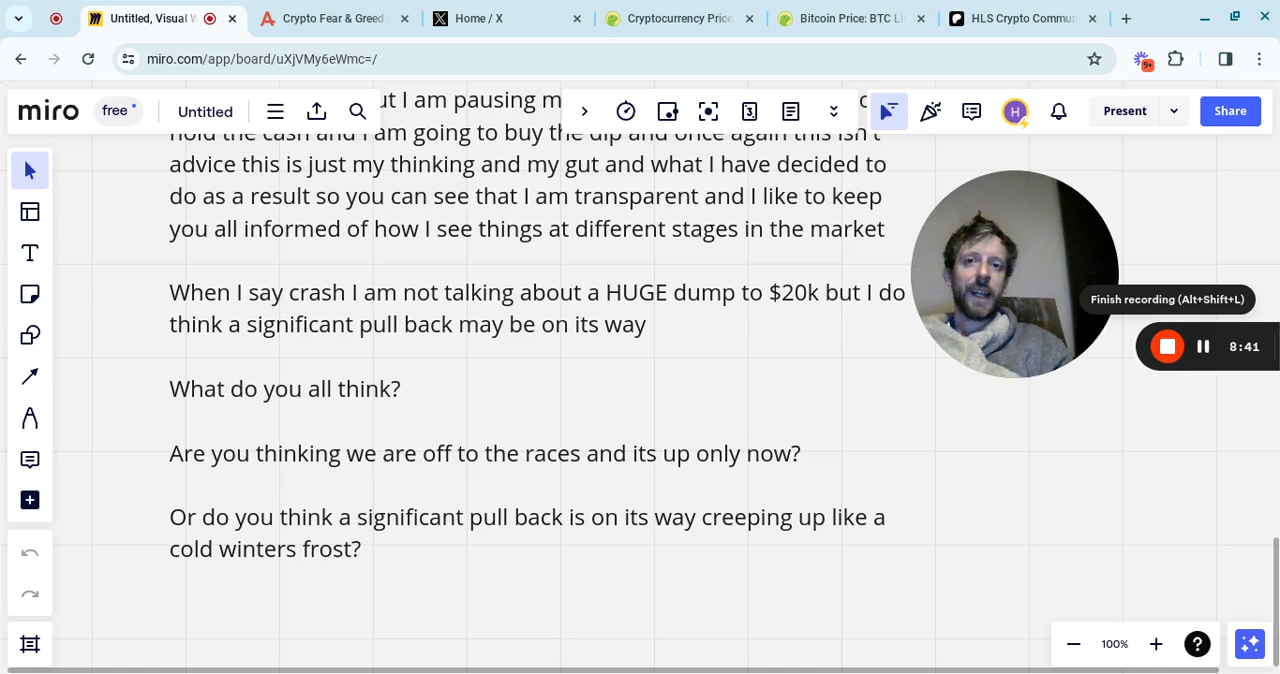 Untitled, Visual W
Crypto Fear & Greed
X
Home / X
Cryptocurrency Price
Bitcoin Price: BTC Li
HLS Crypto Commun
miro.com/app/board/uXjVMy6eWmc=/
9+
miro
free
Untitled
Present
Share
H
ut I am pausing m
hold the cash and I am going to buy the dip and once again this isn't
advice this is just my thinking and my gut and what I have decided to
do as a result so you can see that I am transparent and I like to keep
you all informed of how I see things at different stages in the market
When I say crash I am not talking about a HUGE dump to $20k but I do
think a significant pull back may be on its way
What do you all think?
Are you thinking we are off to the races and its up only now?
Or do you think a significant pull back is on its way creeping up like a
cold winters frost?
Finish recording (Alt+Shift+L)
8:41
100%
?